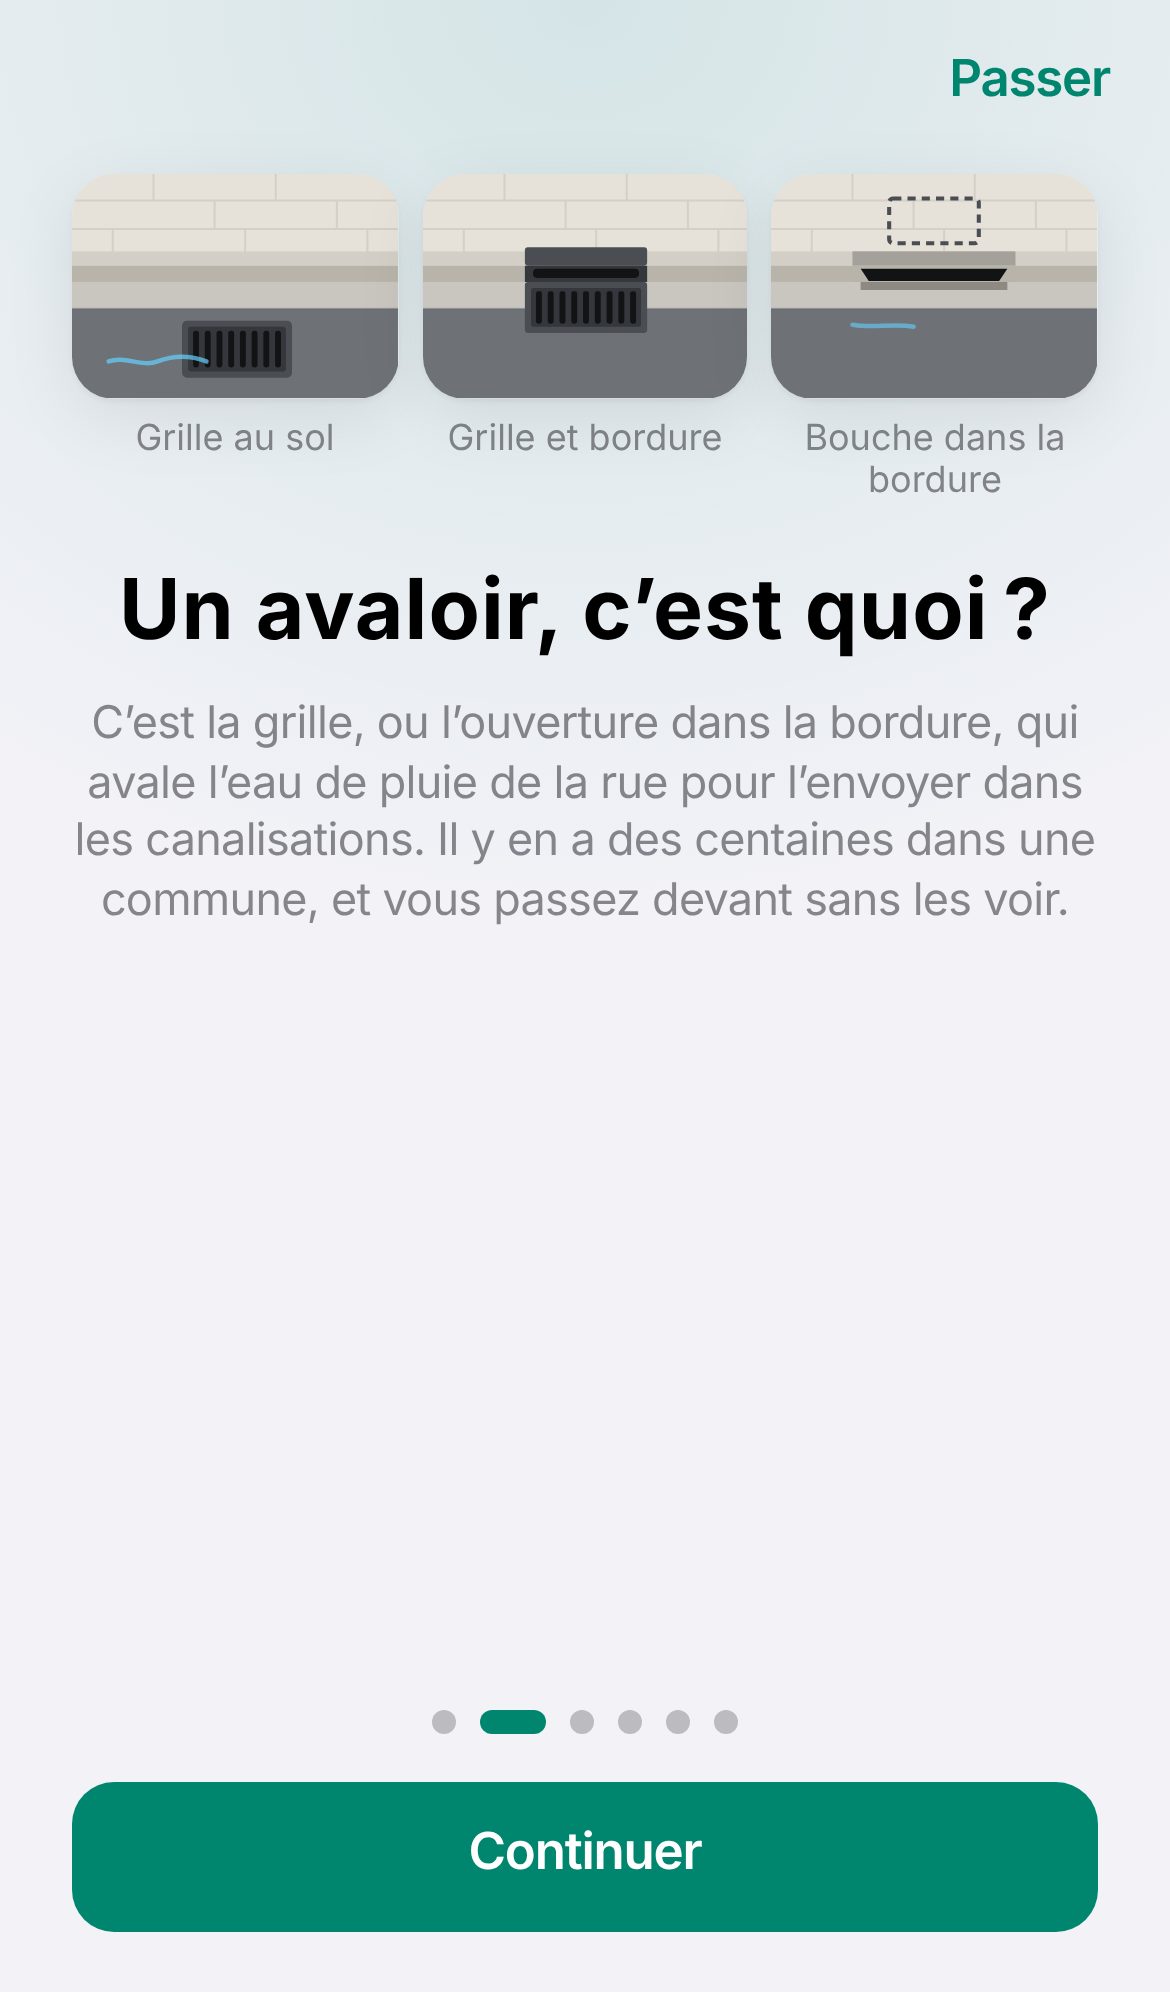 Passer
Grille au sol
Grille et bordure
Bouche dans la
bordure
Un avaloir, c’est quoi ?
C’est la grille, ou l’ouverture dans la bordure, qui
avale l’eau de pluie de la rue pour l’envoyer dans
les canalisations. Il y en a des centaines dans une
commune, et vous passez devant sans les voir.
Continuer